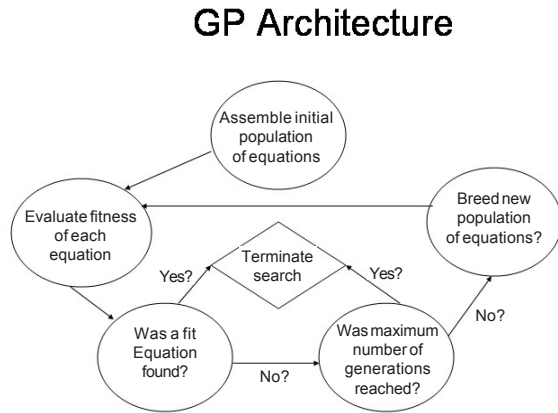 GP Architecture
Assemble initial
population
of equations
Evaluate fitness
of each
equation
Breed new
population
of equations?
Terminate
search
Yes?
Yes?
Was a fit
Equation
found?
No?
Was maximum
number of
generations
reached?
No?